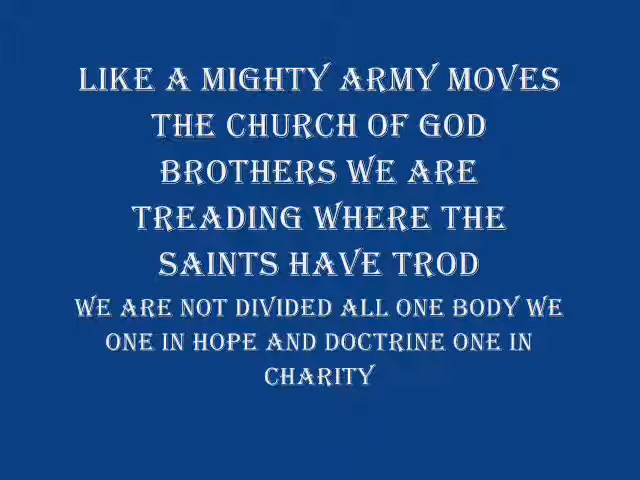 LIKE A MIGHTY ARMY MOVES
THE CHURCH OF GOD
BROTHERS WE ARE
TREADING WHERE THE
SAINTS HAVE TROD
WE ARE NOT DIVIDED ALL ONE BODY WE
ONE IN HOPE AND DOCTRINE ONE IN
CHARITY